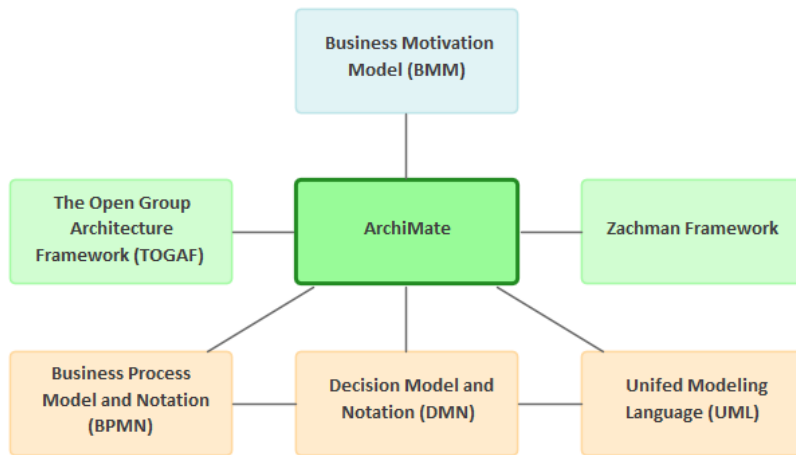 Business Motivation
Model (BMM)
The Open Group
Architecture
Framework (TOGAF)
ArchiMate
Zachman Framework
Business Process
Model and Notation
(BPMN)
Decision Model and
Notation (DMN)
Unifed Modeling
Language (UML)